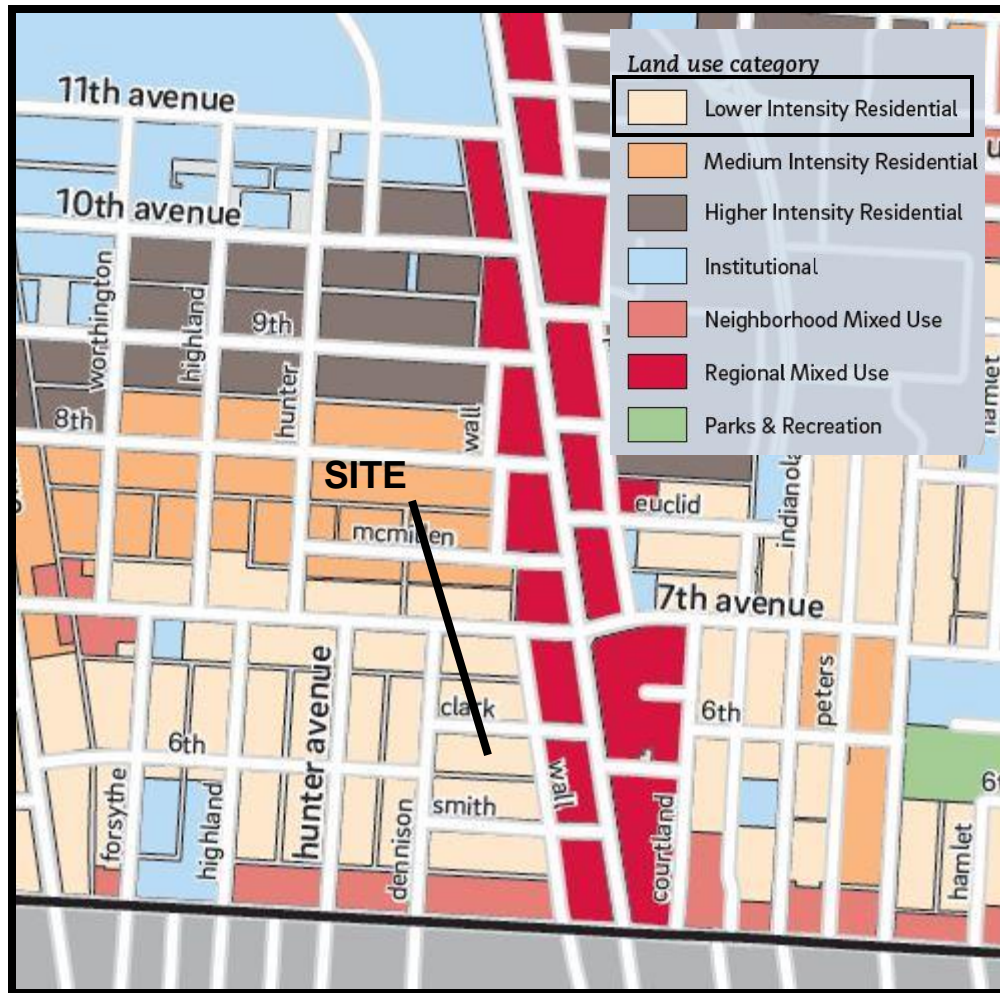 Land use category
Lower Intensity Residential
Medium Intensity Residential
Higher Intensity Residential
Institutional
Neighborhood Mixed Use
Regional Mixed Use
Parks & Recreation
11th avenue
10th avenue
worthington
highland
9th
hunter
8th
wall
hamlet
SITE
mcmillen
euclid
indianola
7th avenue
hunter avenue
clark
6th
peters
6th
wall
smith
forsythe
highland
dennison
courtland
hamlet